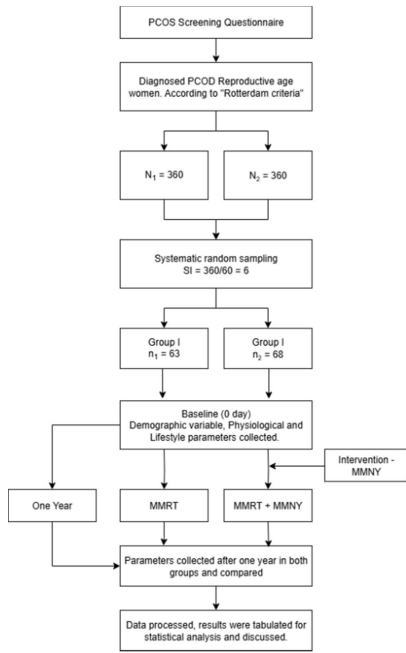 PCOS Screening Questionnaire
Diagnosed PCOD Reproductive age
women. According to "Rotterdam criteria"
N₁ = 360
N₂ = 360
Systematic random sampling
SI = 360/60 = 6
Group I
n₁ = 63
Group I
n₂ = 68
Baseline (0 day)
Demographic variable, Physiological and
Lifestyle parameters collected.
Intervention -
MMNY
One Year
MMRT
MMRT + MMNY
Parameters collected after one year in both
groups and compared
Data processed, results were tabulated for
statistical analysis and discussed.